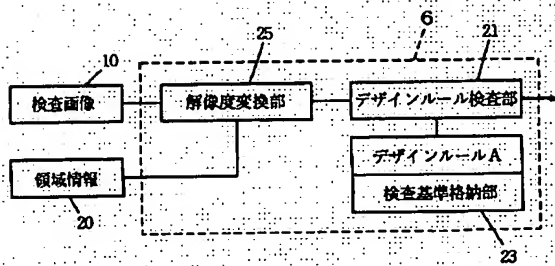 25
6
21
10
検査画像
解像度変換部
デザインルール検査部
デザインルールA
領域情報
検査基準格納部
20
23